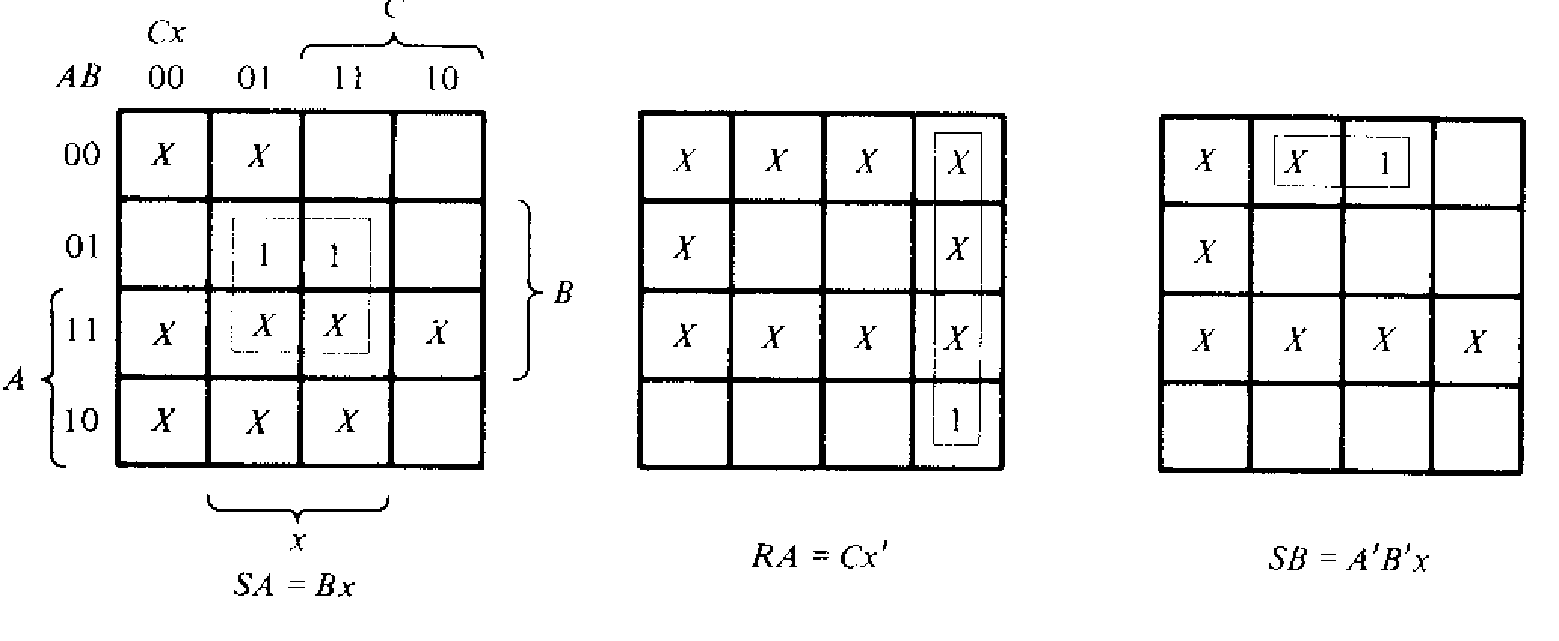 C
Cx
AB 00 01 11 10
00 X X X X X X X X 1
01 1 1 X X X
11 X X X X X X X X X X X X
A B
10 X X X 1
x
SA = Bx
RA = Cx′
SB = A′B′x